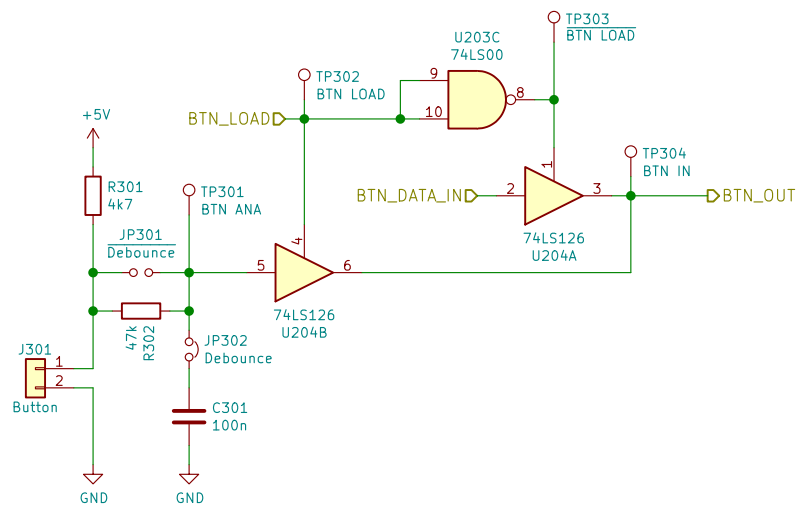 U203C
74LS00
TP303
BTN LOAD
9
10
8
TP302
BTN LOAD
BTN_LOAD
+5V
R301
4k7
TP301
BTN ANA
1
TP304
BTN IN
BTN_DATA_IN
2
3
BTN_OUT
74LS126
U204A
JP301
Debounce
4
5
6
74LS126
U204B
47k
R302
JP302
Debounce
J301
1
2
Button
C301
100n
GND
GND